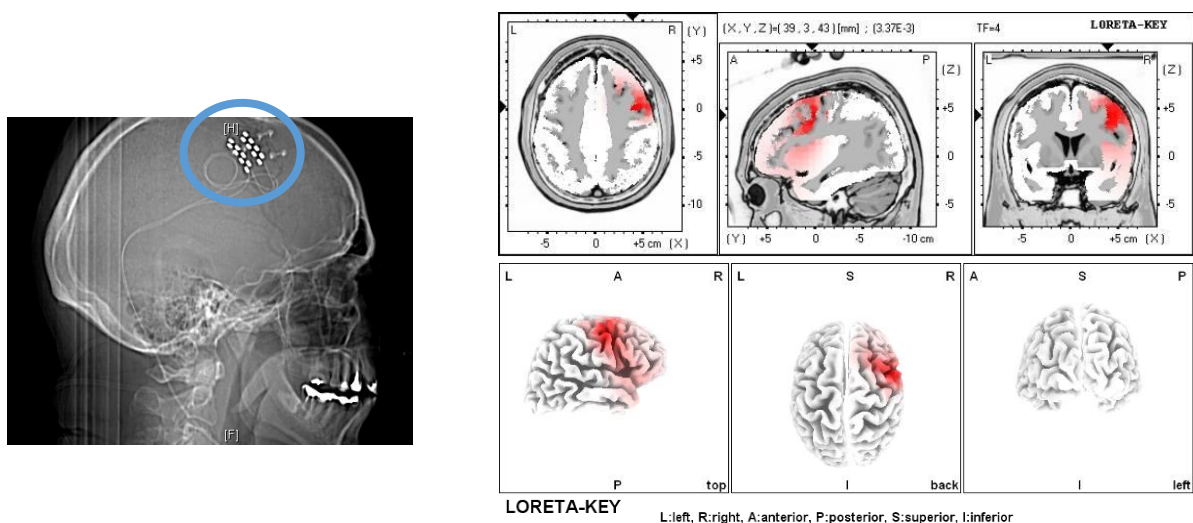 [H]
[F]
L R (Y) (X,Y,Z)=(39,3,43)[mm] ; (3.37E-3) TF=4 LORETA-KEY
A P (Z) L R (Z)
+5 +5 +5
0 0 0
-5 -5 -5
-10
-5 0 +5 cm (X) (Y) +5 0 -5 -10 cm -5 0 +5 cm (X)
L A R L S R A S P
P top I back I left
LORETA-KEY
L:left, R:right, A:anterior, P:posterior, S:superior, I:inferior